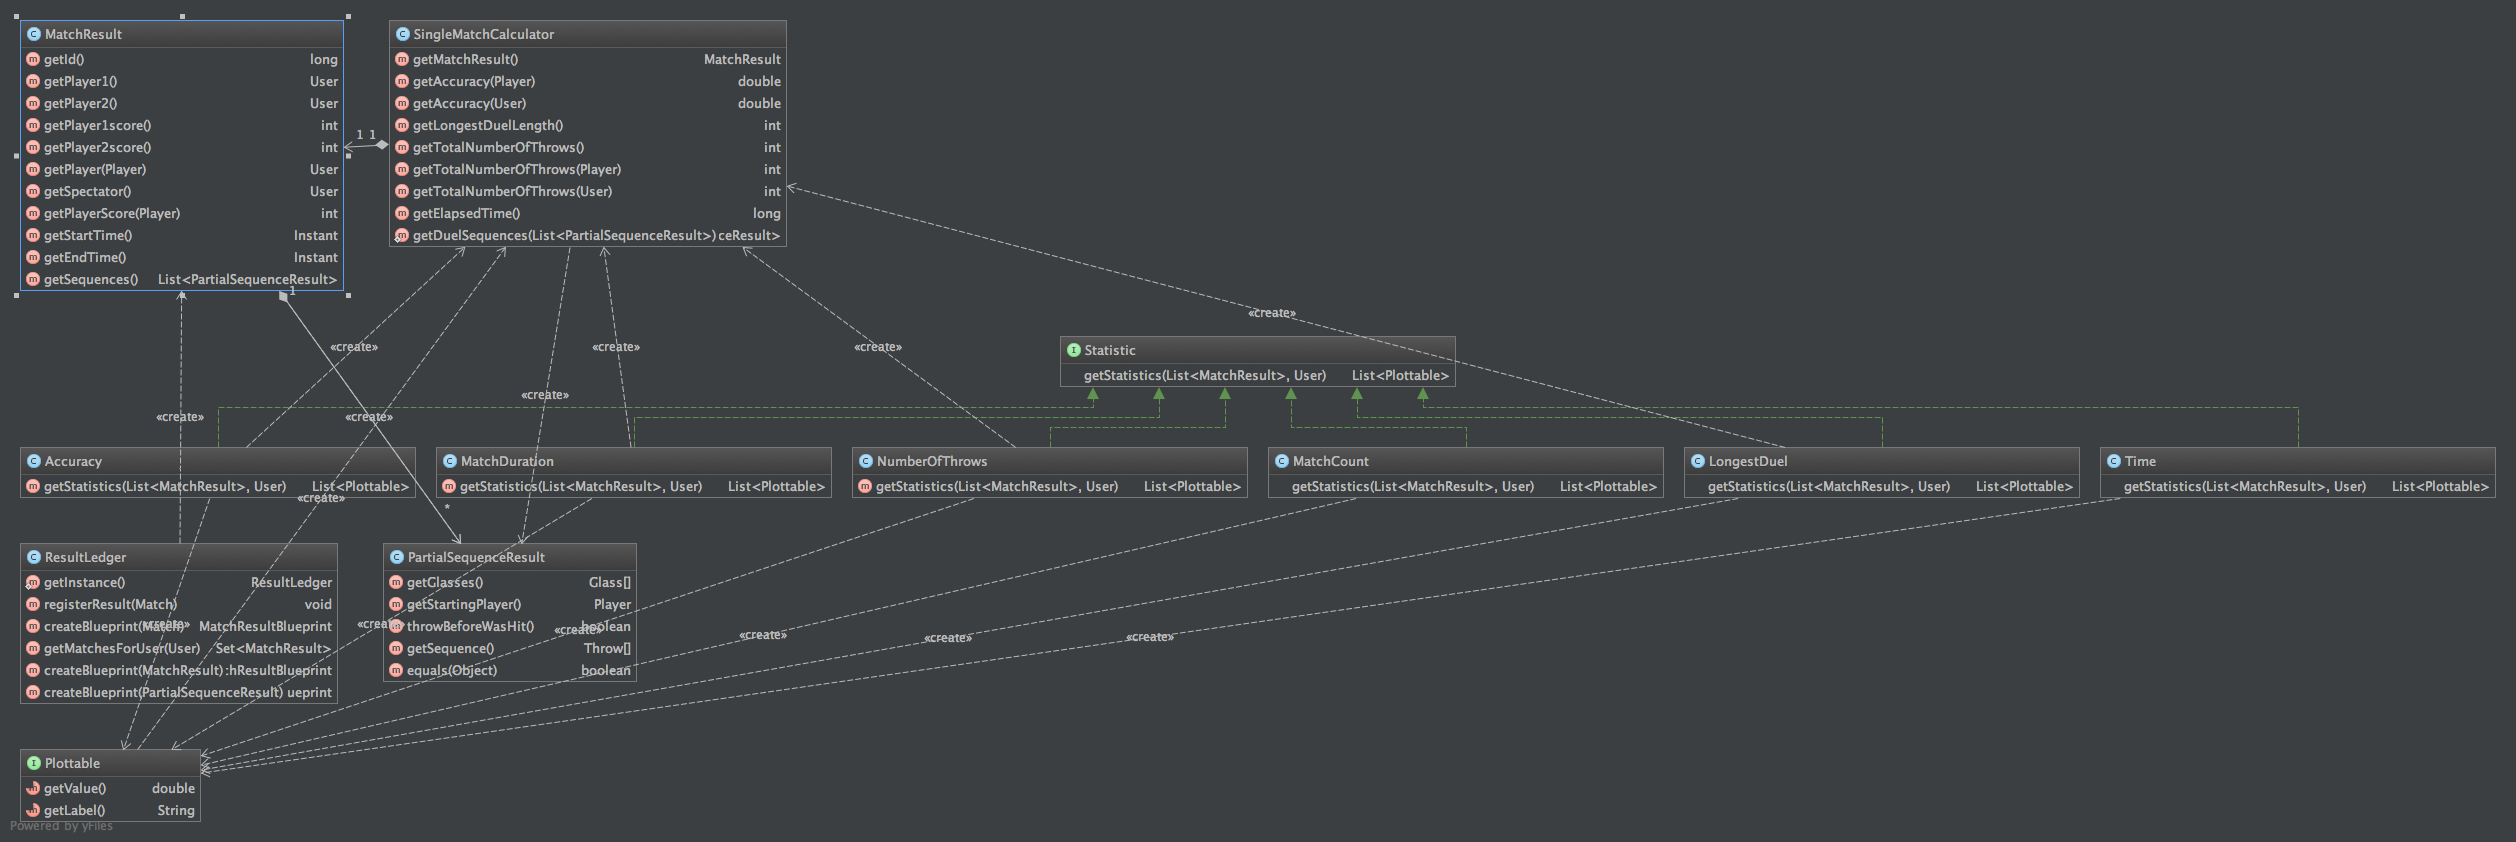 MatchResult
getId() long
getPlayer1() User
getPlayer2() User
getPlayer1score() int
getPlayer2score() int
getPlayer(Player) User
getSpectator() User
getPlayerScore(Player) int
getStartTime() Instant
getEndTime() Instant
getSequences() List<PartialSequenceResult>
1 1
SingleMatchCalculator
getMatchResult() MatchResult
getAccuracy(Player) double
getAccuracy(User) double
getLongestDuelLength() int
getTotalNumberOfThrows() int
getTotalNumberOfThrows(Player) int
getTotalNumberOfThrows(User) int
getElapsedTime() long
getDuelSequences(List<PartialSequenceResult>) ceResult>
1
«create»
«create»
«create»
«create»
Statistic
getStatistics(List<MatchResult>, User) List<Plottable>
«create»
«create»
«create»
Accuracy
getStatistics(List<MatchResult>, User) List<Plottable>
MatchDuration
getStatistics(List<MatchResult>, User) List<Plottable>
NumberOfThrows
getStatistics(List<MatchResult>, User) List<Plottable>
MatchCount
getStatistics(List<MatchResult>, User) List<Plottable>
LongestDuel
getStatistics(List<MatchResult>, User) List<Plottable>
Time
getStatistics(List<MatchResult>, User) List<Plottable>
«create»
*
ResultLedger
getInstance() ResultLedger
registerResult(Match) void
createBlueprint(Match) MatchResultBlueprint
getMatchesForUser(User) Set<MatchResult>
createBlueprint(MatchResult) :hResultBlueprint
createBlueprint(PartialSequenceResult) ueprint
«create»
PartialSequenceResult
getGlasses() Glass[]
getStartingPlayer() Player
throwBeforeWasHit() boolean
getSequence() Throw[]
equals(Object) boolean
«create»
«create»
«create»
«create»
«create»
Plottable
getValue() double
getLabel() String
Powered by yFiles